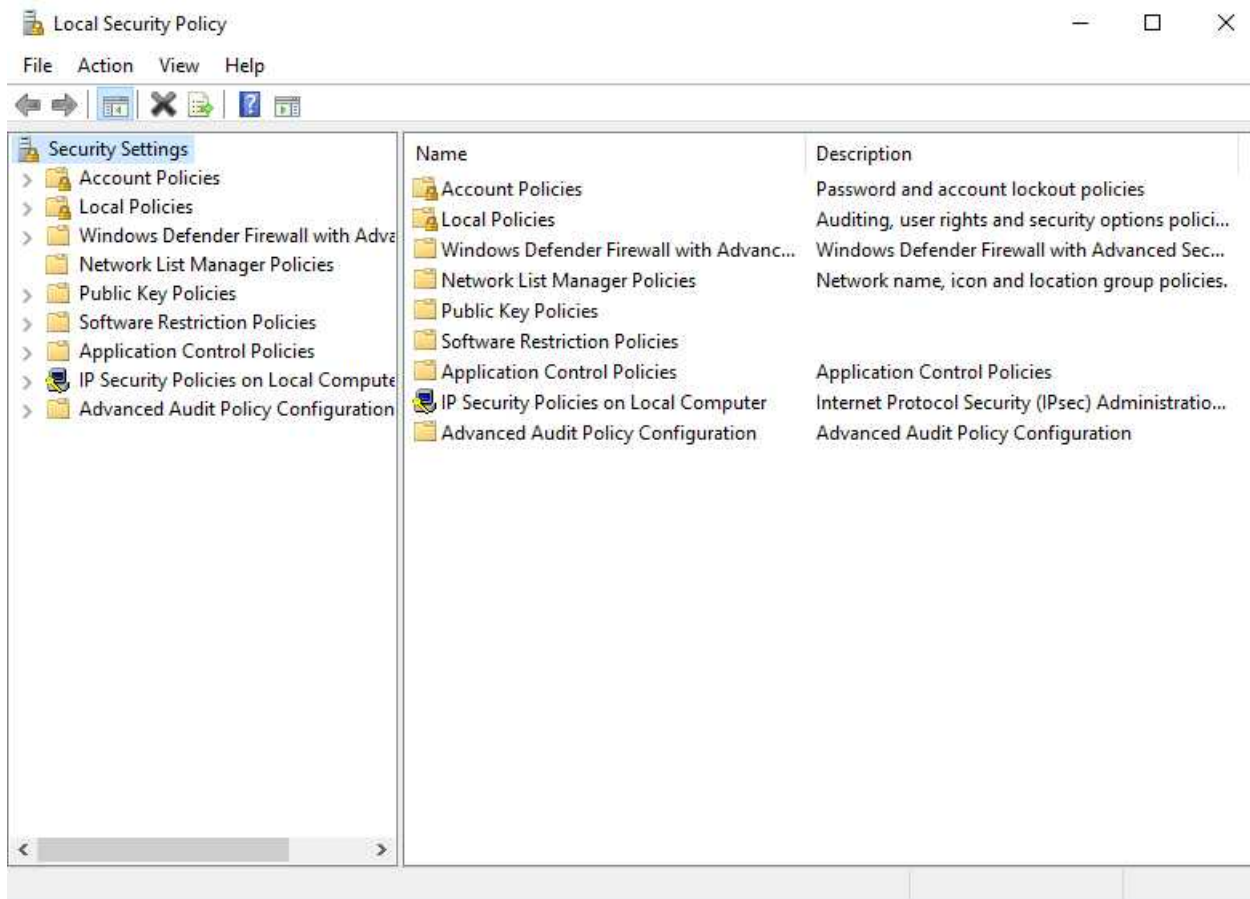 Local Security Policy
File Action View Help
Security Settings
Account Policies
Local Policies
Windows Defender Firewall with Adva
Network List Manager Policies
Public Key Policies
Software Restriction Policies
Application Control Policies
IP Security Policies on Local Compute
Advanced Audit Policy Configuration
Name Description
Account Policies Password and account lockout policies
Local Policies Auditing, user rights and security options polici...
Windows Defender Firewall with Advanc... Windows Defender Firewall with Advanced Sec...
Network List Manager Policies Network name, icon and location group policies.
Public Key Policies
Software Restriction Policies
Application Control Policies Application Control Policies
IP Security Policies on Local Computer Internet Protocol Security (IPsec) Administratio...
Advanced Audit Policy Configuration Advanced Audit Policy Configuration